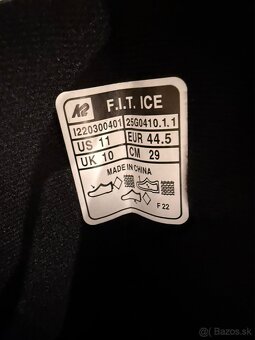 K2 F.I.T. ICE
I220300401 25G0410.1.1
US 11 EUR 44.5
UK 10 CM 29
MADE IN CHINA
F 22
Bazos.sk